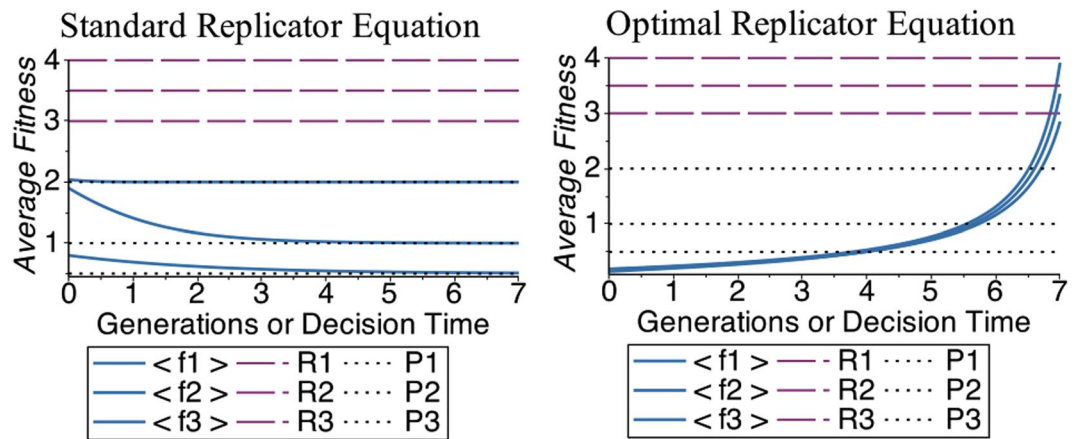 Standard Replicator Equation
Average Fitness
4
3
2
1
0 1 2 3 4 5 6 7
Generations or Decision Time
< f1 > R1 P1
< f2 > R2 P2
< f3 > R3 P3
Optimal Replicator Equation
Average Fitness
4
3
2
1
0 1 2 3 4 5 6 7
Generations or Decision Time
< f1 > R1 P1
< f2 > R2 P2
< f3 > R3 P3